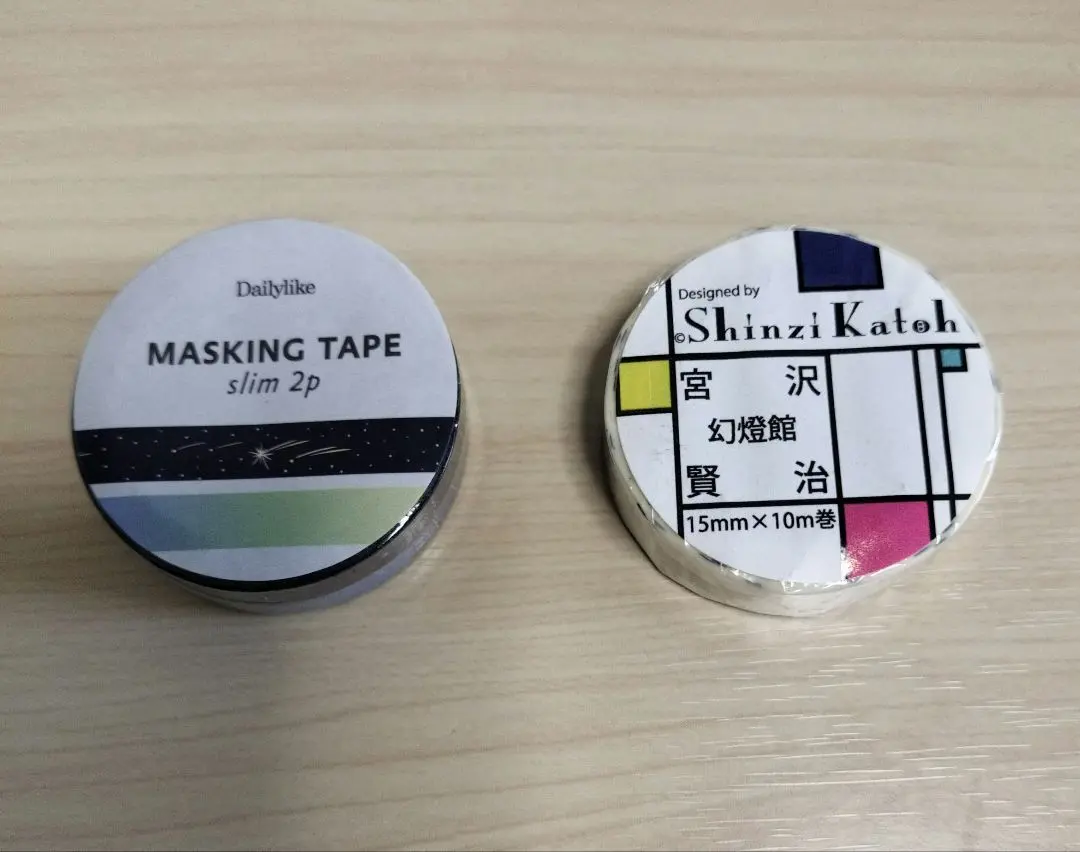 Dailylike
MASKING TAPE
slim 2p
Designed by
©Shinzi Katoh
宮沢
幻燈館
賢治
15mm×10m巻